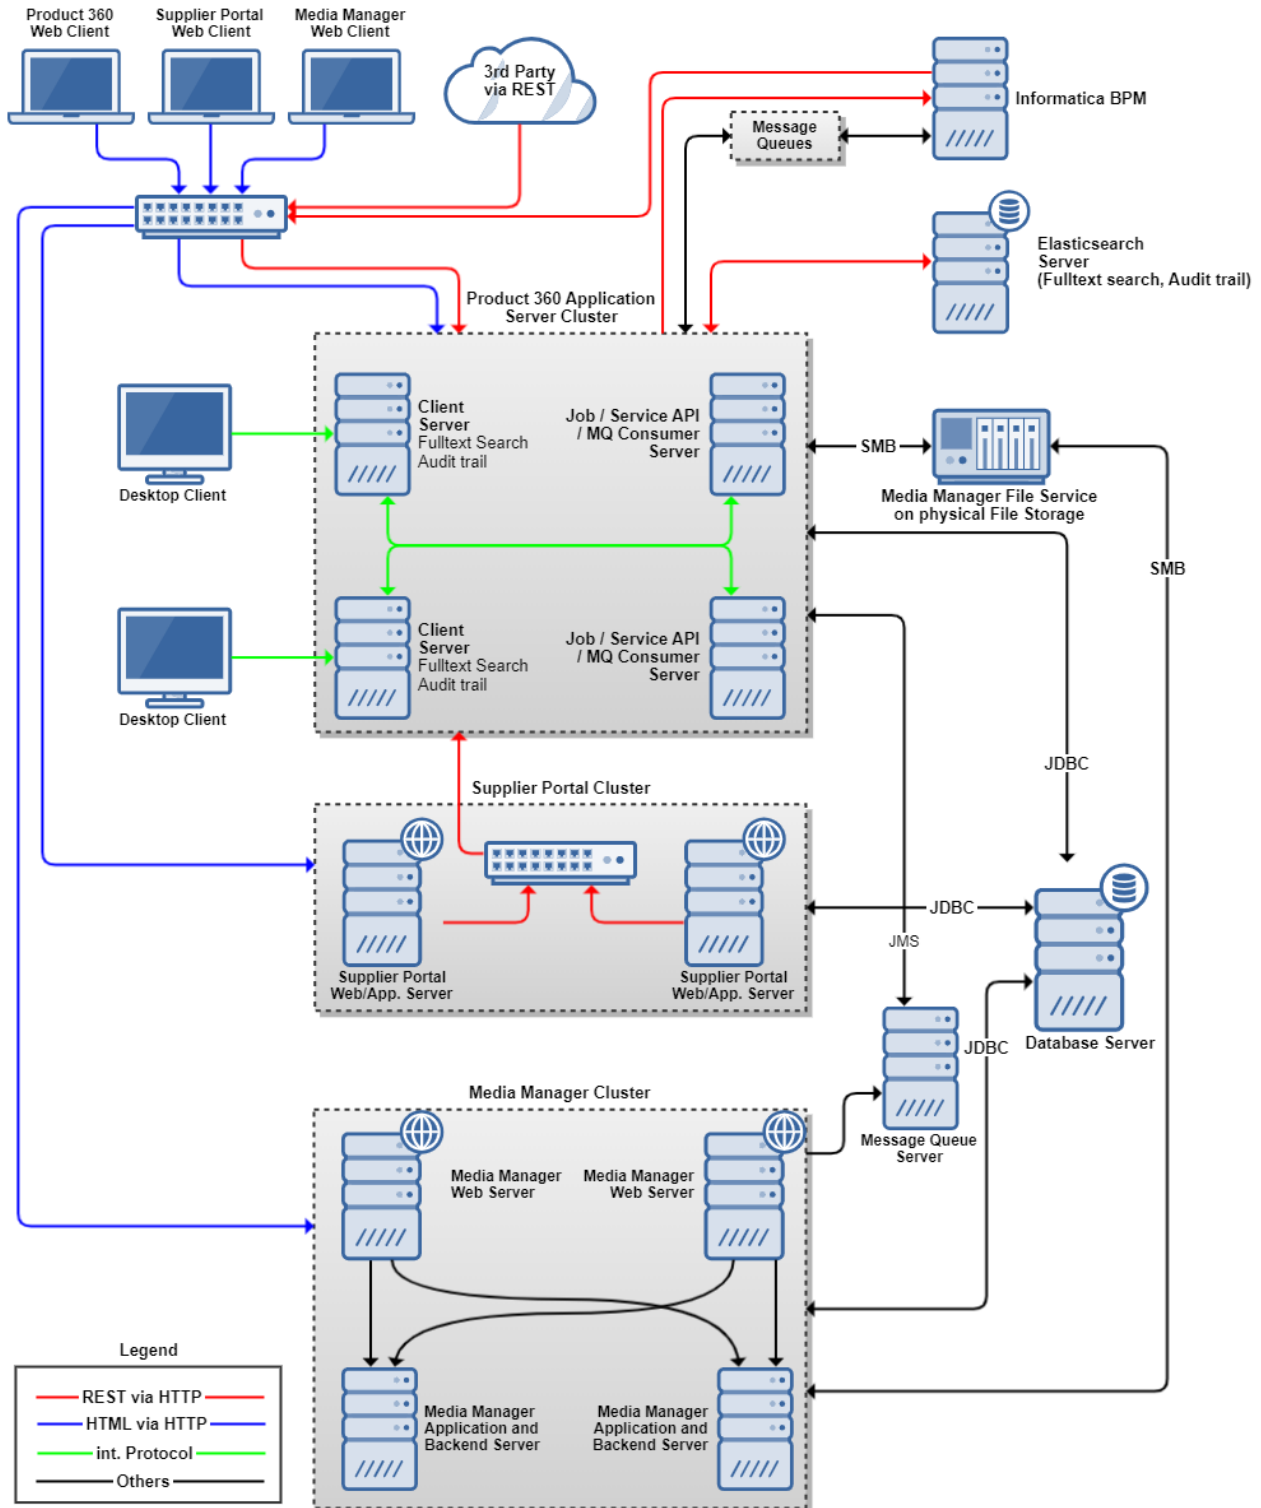 Product 360
Web Client
Supplier Portal
Web Client
Media Manager
Web Client
3rd Party
via REST
Informatica BPM
Message
Queues
Elasticsearch
Server
(Fulltext search, Audit trail)
Product 360 Application
Server Cluster
Client
Server
Fulltext Search
Audit trail
Job / Service API
/ MQ Consumer
Server
SMB
Desktop Client
Media Manager File Service
on physical File Storage
SMB
Client
Server
Fulltext Search
Audit trail
Job / Service API
/ MQ Consumer
Server
Desktop Client
JDBC
Supplier Portal Cluster
JDBC
JMS
Supplier Portal
Web/App. Server
Supplier Portal
Web/App. Server
JDBC
Database Server
Media Manager Cluster
Message Queue
Server
Media Manager
Web Server
Media Manager
Web Server
Legend
REST via HTTP
HTML via HTTP
int. Protocol
Others
Media Manager
Application and
Backend Server
Media Manager
Application and
Backend Server